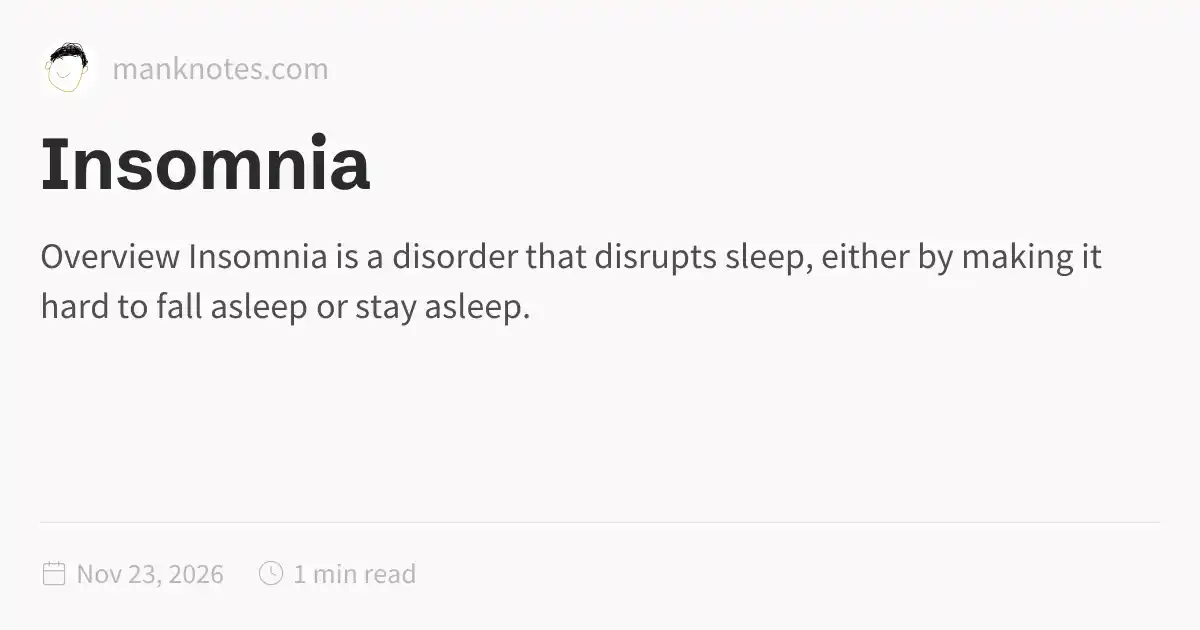 manknotes.com
Insomnia
Overview Insomnia is a disorder that disrupts sleep, either by making it
hard to fall asleep or stay asleep.
Nov 23, 2026 1 min read